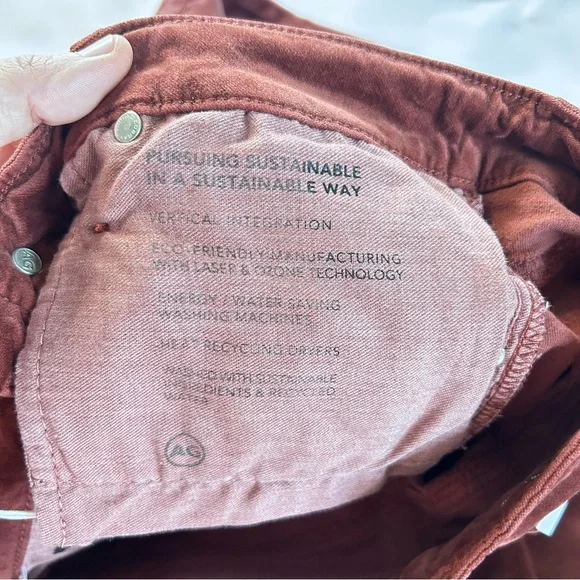 PURSUING SUSTAINABLE
IN A SUSTAINABLE WAY
VERTICAL INTEGRATION
ECO-FRIENDLY MANUFACTURING
WITH LASER & OZONE TECHNOLOGY
ENERGY / WATER SAVING
WASHING MACHINES
HEAT RECYCLING DRYERS
WASHED WITH SUSTAINABLE
INGREDIENTS & RECYCLED
WATER
AG